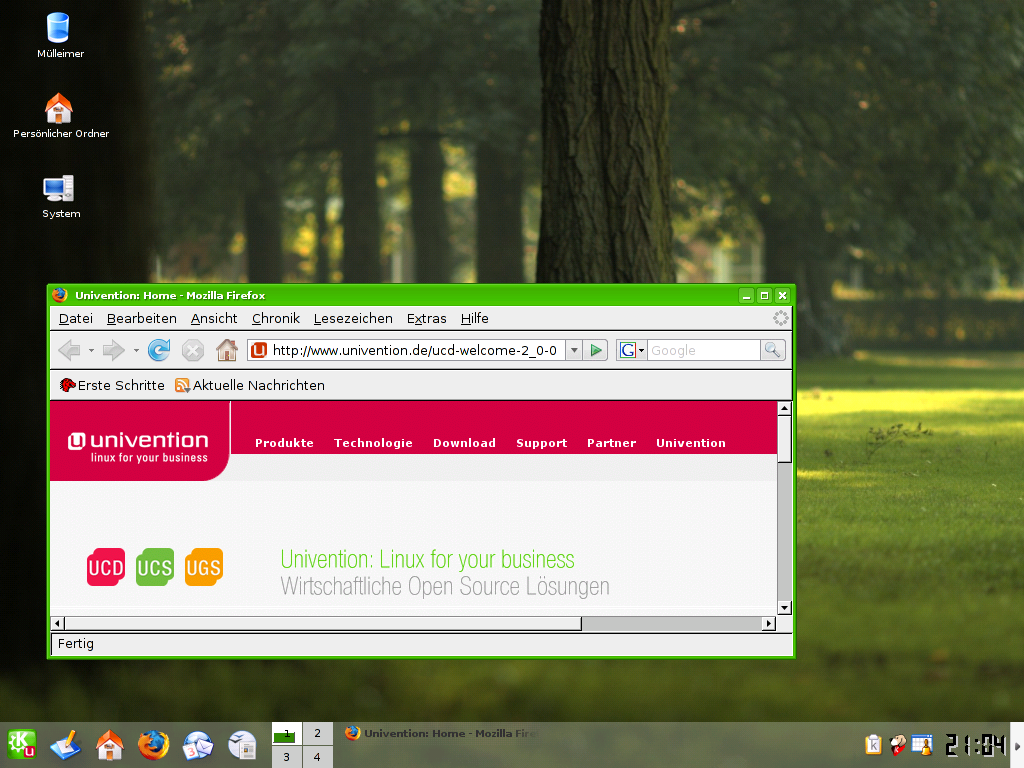 Mülleimer
Persönlicher Ordner
System
Univention: Home - Mozilla Firefox
Datei Bearbeiten Ansicht Chronik Lesezeichen Extras Hilfe
http://www.univention.de/ucd-welcome-2_0-0
G Google
Erste Schritte Aktuelle Nachrichten
univention
linux for your business
Produkte Technologie Download Support Partner Univention
UCD UCS UGS
Univention: Linux for your business
Wirtschaftliche Open Source Lösungen
Fertig
1 2
3 4
Univention: Home - Mozilla Fire
21:04